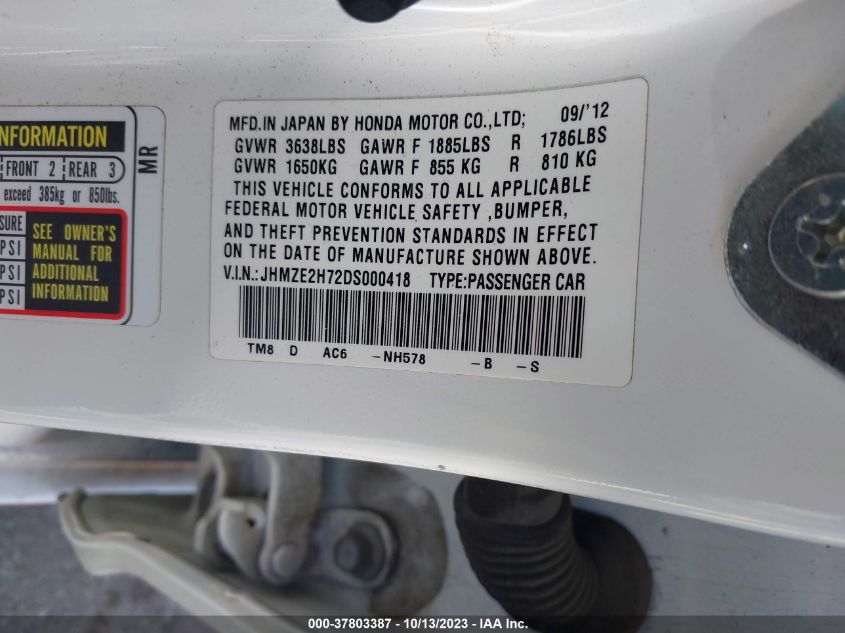 MFD.IN JAPAN BY HONDA MOTOR CO.,LTD; 09/'12
GVWR 3638LBS GAWR F 1885LBS R 1786LBS
GVWR 1650KG GAWR F 855 KG R 810 KG
THIS VEHICLE CONFORMS TO ALL APPLICABLE
FEDERAL MOTOR VEHICLE SAFETY ,BUMPER,
AND THEFT PREVENTION STANDARDS IN EFFECT
ON THE DATE OF MANUFACTURE SHOWN ABOVE.
V.I.N.:JHMZE2H72DS000418 TYPE:PASSENGER CAR
TM8 D AC6 -NH578 -B -S
INFORMATION
FRONT 2 REAR 3
exceed 385kg or 850lbs.
SEE OWNER'S
MANUAL FOR
ADDITIONAL
INFORMATION
PSI
PSI
PSI
MR
000-37803387 - 10/13/2023 - IAA Inc.